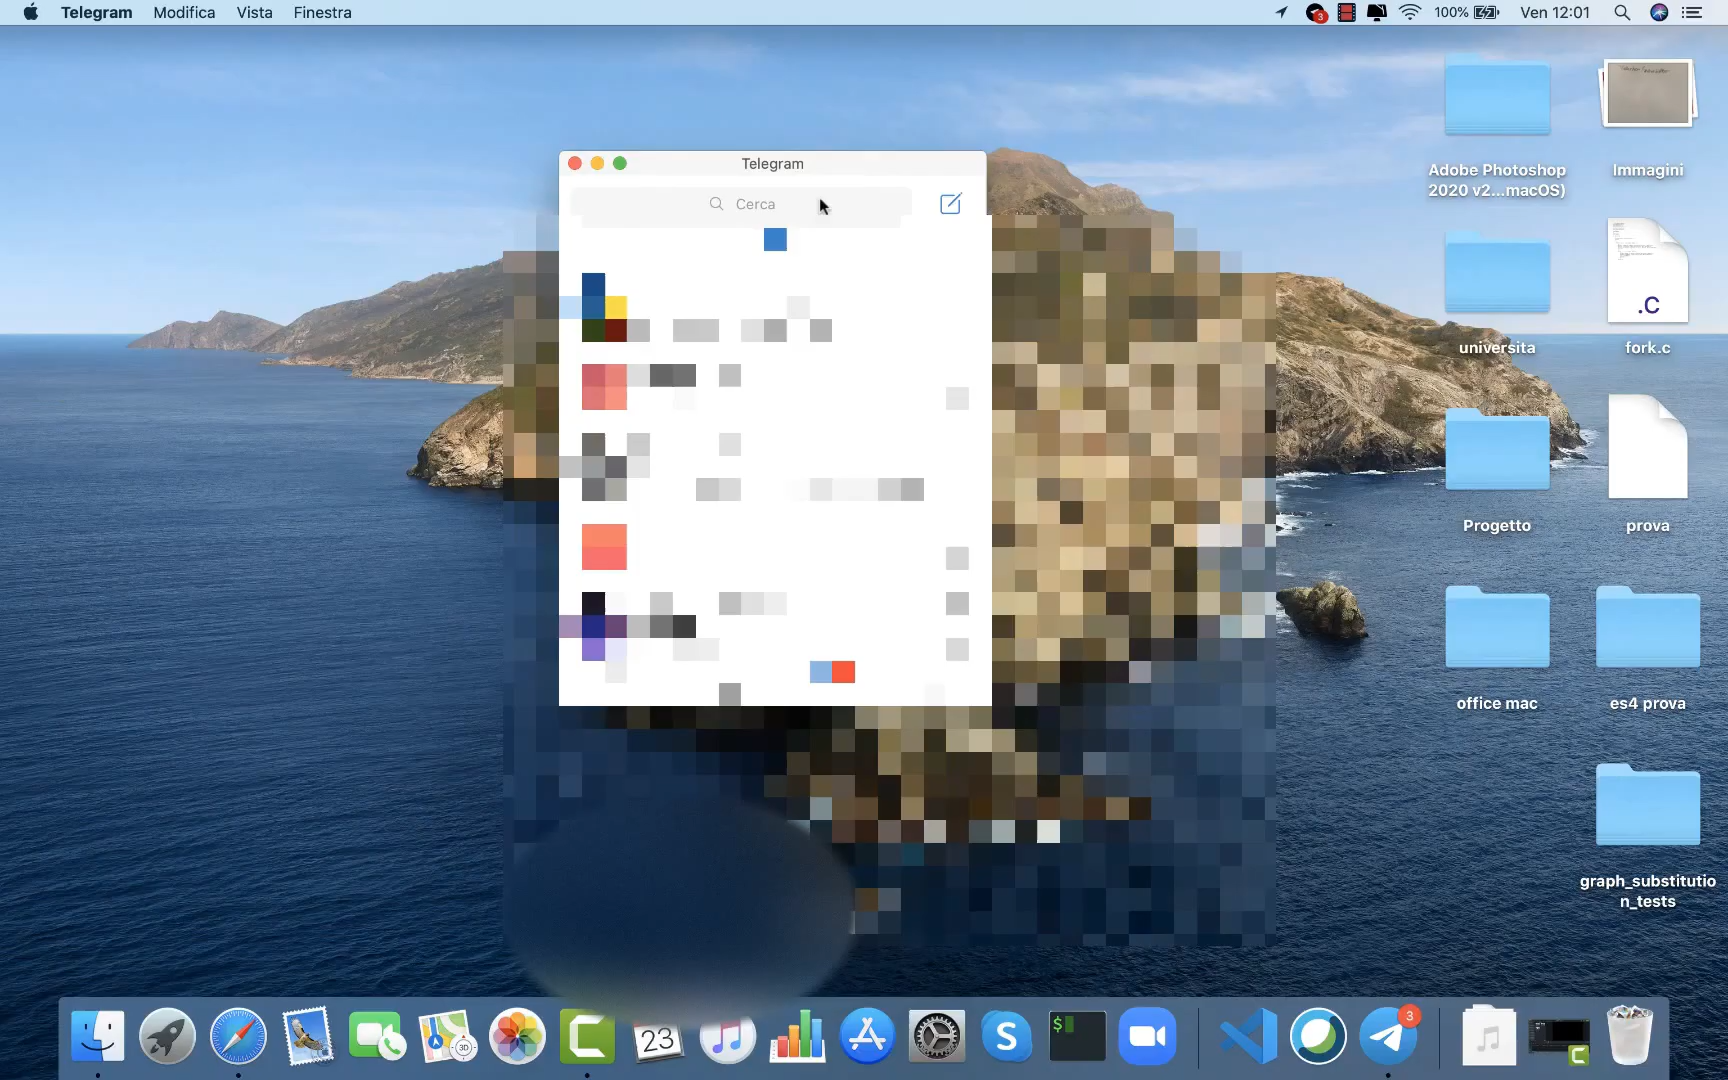 Telegram Modifica Vista Finestra
3
100%
Ven 12:01
Telegram
Cerca
Adobe Photoshop
2020 v2...macOS)
Immagini
universita
.C
fork.c
Progetto
prova
office mac
es4 prova
graph_substitutio
n_tests
3D
23
S
$
3